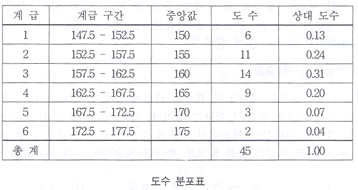 계 급 계급 구간 중앙값 도 수 상대 도수
1 147.5 - 152.5 150 6 0.13
2 152.5 - 157.5 155 11 0.24
3 157.5 - 162.5 160 14 0.31
4 162.5 - 167.5 165 9 0.20
5 167.5 - 172.5 170 3 0.07
6 172.5 - 177.5 175 2 0.04
총 계 45 1.00
도수 분포표